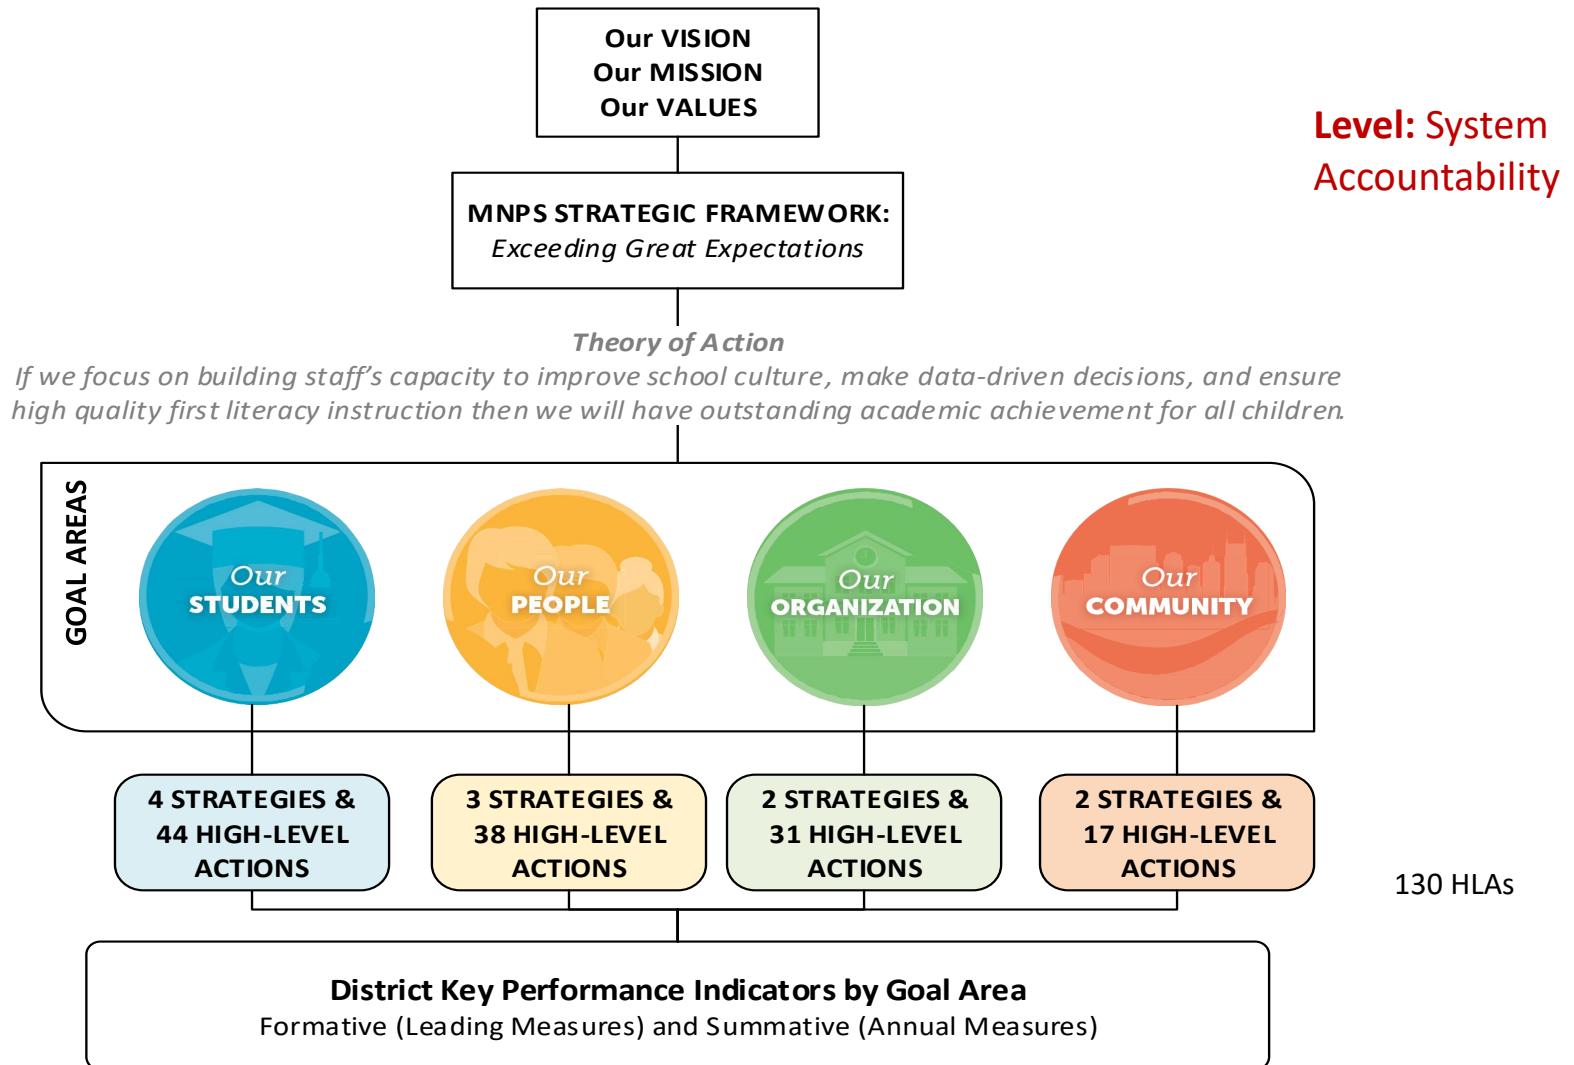 Our VISION
Our MISSION
Our VALUES
Level: System
Accountability
MNPS STRATEGIC FRAMEWORK:
Exceeding Great Expectations
Theory of Action
If we focus on building staff’s capacity to improve school culture, make data-driven decisions, and ensure
high quality first literacy instruction then we will have outstanding academic achievement for all children.
GOAL AREAS
Our
STUDENTS
Our
PEOPLE
Our
ORGANIZATION
Our
COMMUNITY
4 STRATEGIES &
44 HIGH-LEVEL
ACTIONS
3 STRATEGIES &
38 HIGH-LEVEL
ACTIONS
2 STRATEGIES &
31 HIGH-LEVEL
ACTIONS
2 STRATEGIES &
17 HIGH-LEVEL
ACTIONS
130 HLAs
District Key Performance Indicators by Goal Area
Formative (Leading Measures) and Summative (Annual Measures)